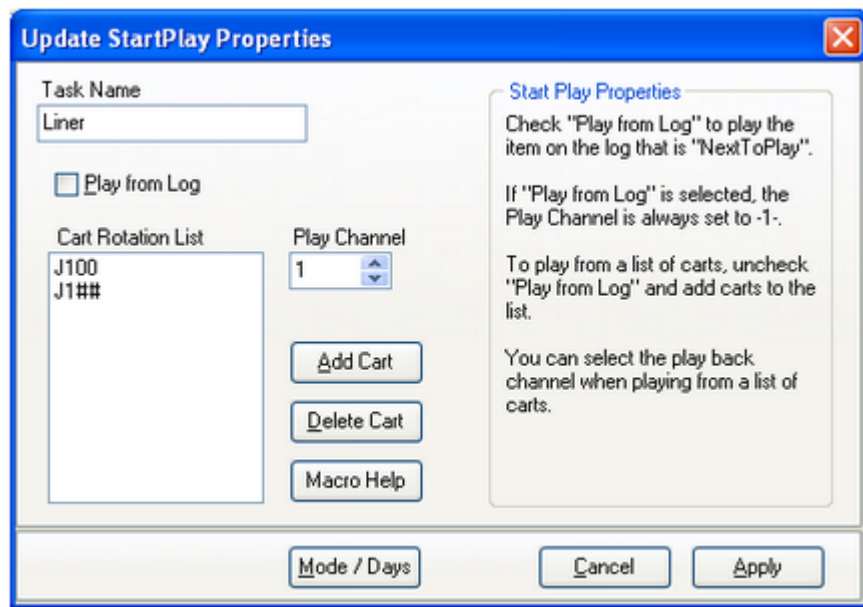 Update StartPlay Properties
Task Name
Liner
Play from Log
Cart Rotation List
J100
J1##
Play Channel
1
Add Cart
Delete Cart
Macro Help
Start Play Properties
Check "Play from Log" to play the
item on the log that is "NextToPlay".
If "Play from Log" is selected, the
Play Channel is always set to -1-.
To play from a list of carts, uncheck
"Play from Log" and add carts to the
list.
You can select the play back
channel when playing from a list of
carts.
Mode / Days
Cancel
Apply